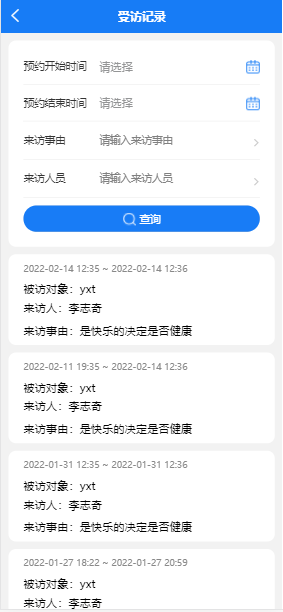 受访记录
预约开始时间 请选择
预约结束时间 请选择
来访事由 请输入来访事由
来访人员 请输入来访人员
查询
2022-02-14 12:35 ~ 2022-02-14 12:36
被访对象：yxt
来访人：李志奇
来访事由：是快乐的决定是否健康
2022-02-11 19:35 ~ 2022-02-14 12:36
被访对象：yxt
来访人：李志奇
来访事由：是快乐的决定是否健康
2022-01-31 12:35 ~ 2022-01-31 12:36
被访对象：yxt
来访人：李志奇
来访事由：是快乐的决定是否健康
2022-01-27 18:22 ~ 2022-01-27 20:59
被访对象：yxt
来访人：李志奇